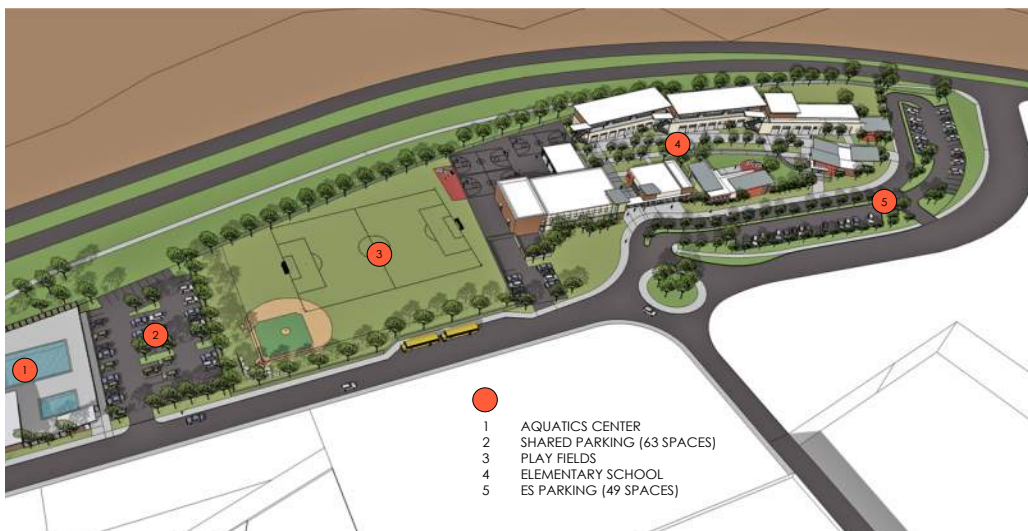 4
5
3
2
1
1 AQUATICS CENTER
2 SHARED PARKING (63 SPACES)
3 PLAY FIELDS
4 ELEMENTARY SCHOOL
5 ES PARKING (49 SPACES)